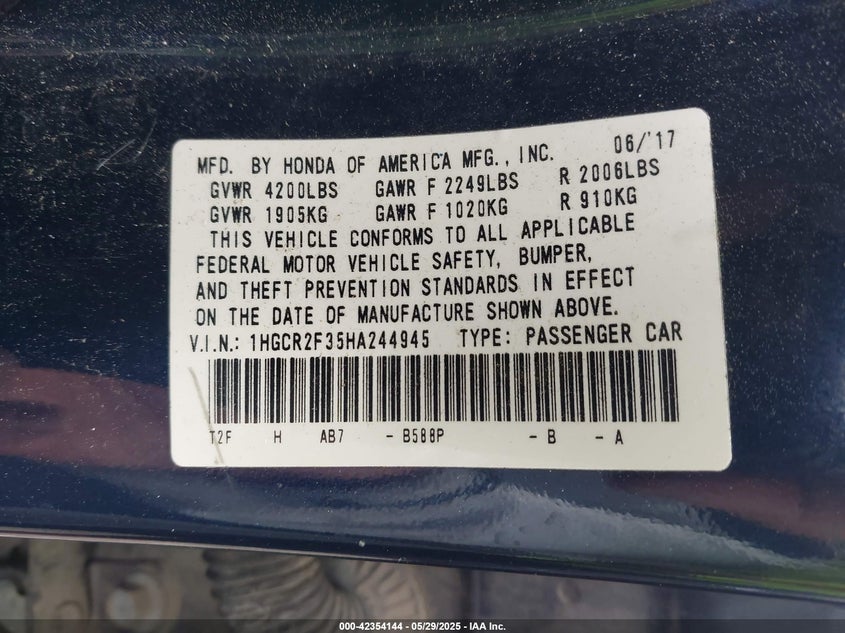 MFD. BY HONDA OF AMERICA MFG., INC. 06/'17
GVWR 4200LBS GAWR F 2249LBS R 2006LBS
GVWR 1905KG GAWR F 1020KG R 910KG
THIS VEHICLE CONFORMS TO ALL APPLICABLE
FEDERAL MOTOR VEHICLE SAFETY, BUMPER,
AND THEFT PREVENTION STANDARDS IN EFFECT
ON THE DATE OF MANUFACTURE SHOWN ABOVE.
V.I.N.: 1HGCR2F35HA244945 TYPE: PASSENGER CAR
T2F H AB7 - B588P - B - A
000-42354144 - 05/29/2025 - IAA Inc.